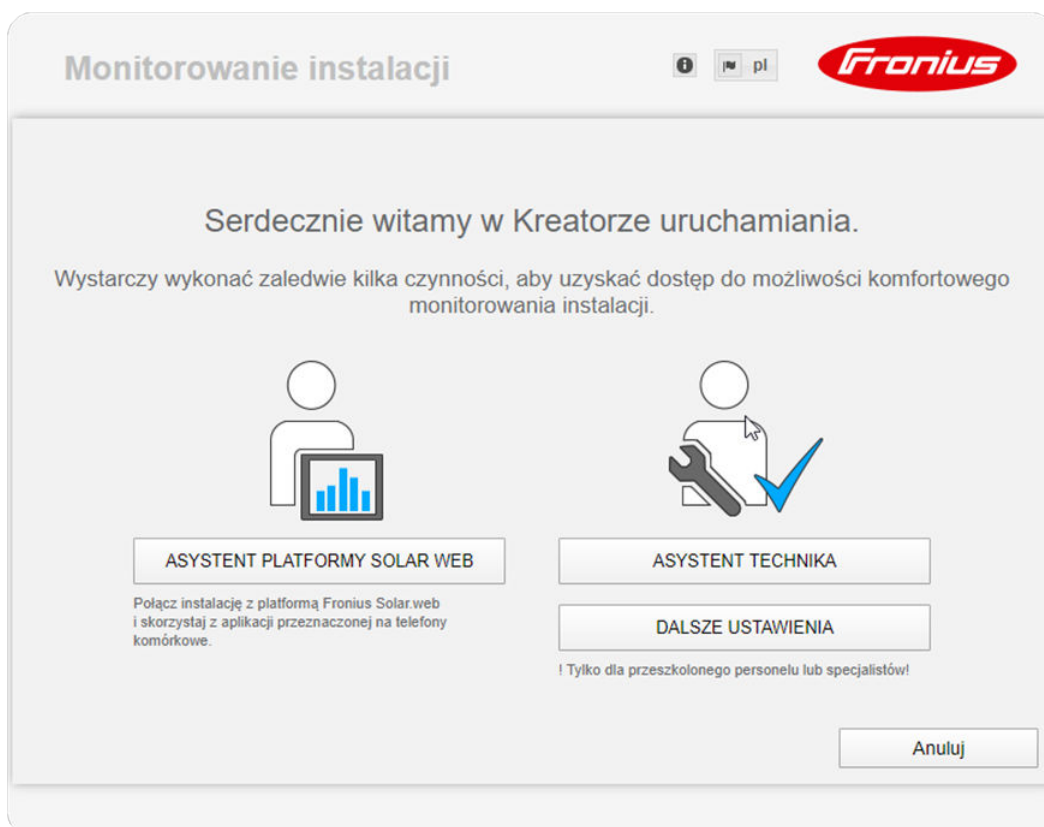 Monitorowanie instalacji
pl
Fronius
Serdecznie witamy w Kreatorze uruchamiania.
Wystarczy wykonać zaledwie kilka czynności, aby uzyskać dostęp do możliwości komfortowego
monitorowania instalacji.
ASYSTENT PLATFORMY SOLAR WEB
Połącz instalację z platformą Fronius Solar.web
i skorzystaj z aplikacji przeznaczonej na telefony
komórkowe.
ASYSTENT TECHNIKA
DALSZE USTAWIENIA
! Tylko dla przeszkolonego personelu lub specjalistów!
Anuluj